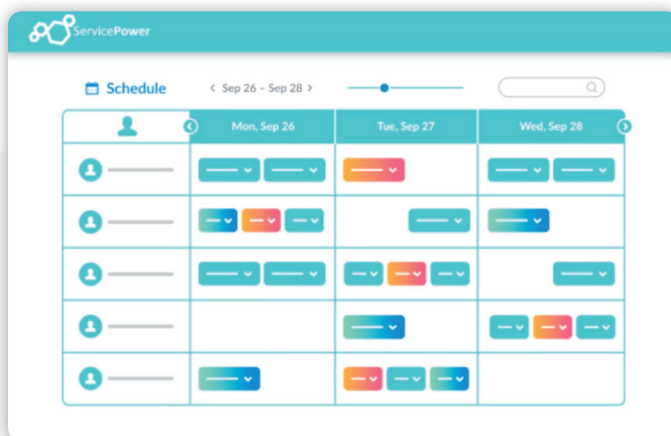 ServicePower
Schedule
< Sep 26 – Sep 28 >
Mon, Sep 26
Tue, Sep 27
Wed, Sep 28